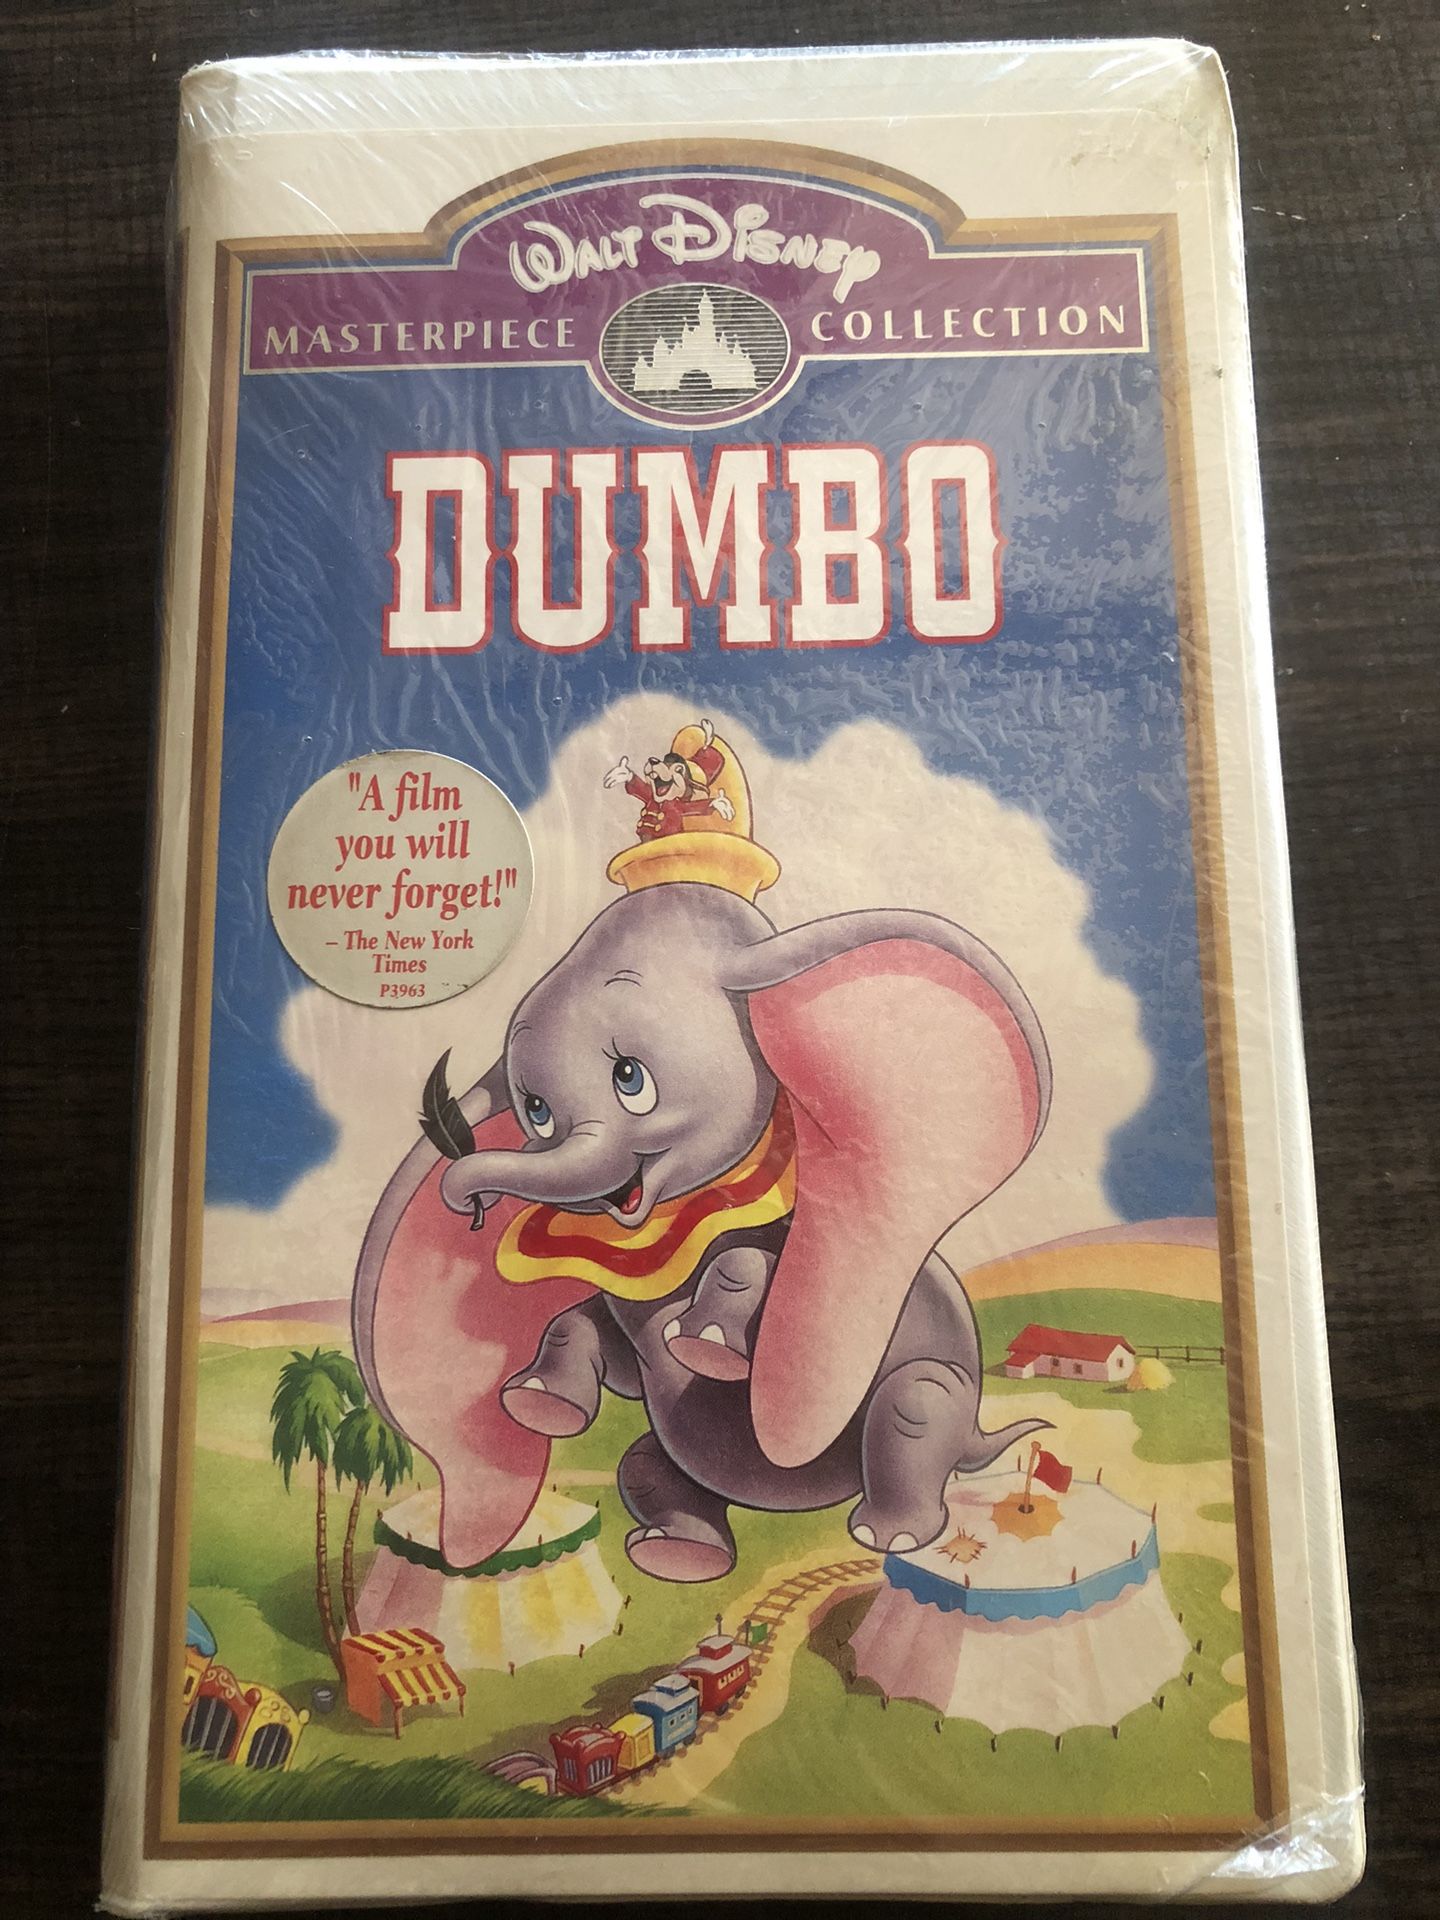 WALT DISNEY
MASTERPIECE COLLECTION
DUMBO
"A film
you will
never forget!"
– The New York
Times
P3963